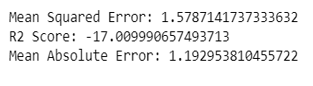 Mean Squared Error: 1.5787141737333632
R2 Score: -17.009990657493713
Mean Absolute Error: 1.192953810455722